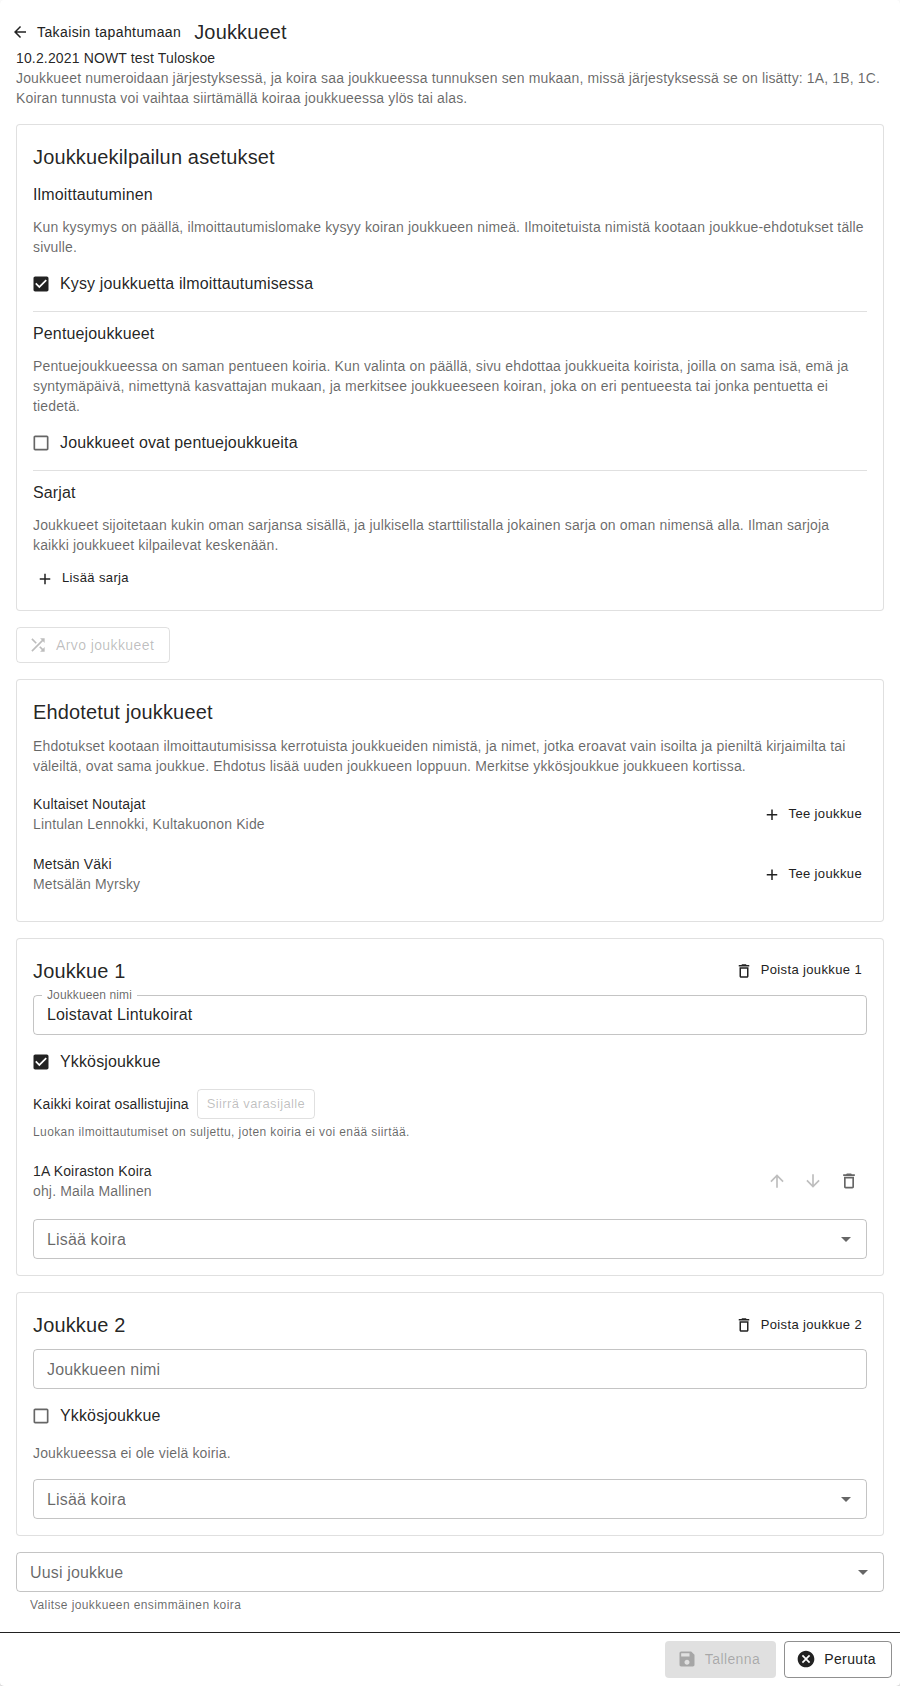 Takaisin tapahtumaan Joukkueet
10.2.2021 NOWT test Tuloskoe
Joukkueet numeroidaan järjestyksessä, ja koira saa joukkueessa tunnuksen sen mukaan, missä järjestyksessä se on lisätty: 1A, 1B, 1C.
Koiran tunnusta voi vaihtaa siirtämällä koiraa joukkueessa ylös tai alas.
Joukkuekilpailun asetukset
Ilmoittautuminen
Kun kysymys on päällä, ilmoittautumislomake kysyy koiran joukkueen nimeä. Ilmoitetuista nimistä kootaan joukkue-ehdotukset tälle
sivulle.
Kysy joukkuetta ilmoittautumisessa
Pentuejoukkueet
Pentuejoukkueessa on saman pentueen koiria. Kun valinta on päällä, sivu ehdottaa joukkueita koirista, joilla on sama isä, emä ja
syntymäpäivä, nimettynä kasvattajan mukaan, ja merkitsee joukkueeseen koiran, joka on eri pentueesta tai jonka pentuetta ei
tiedetä.
Joukkueet ovat pentuejoukkueita
Sarjat
Joukkueet sijoitetaan kukin oman sarjansa sisällä, ja julkisella starttilistalla jokainen sarja on oman nimensä alla. Ilman sarjoja
kaikki joukkueet kilpailevat keskenään.
Lisää sarja
Arvo joukkueet
Ehdotetut joukkueet
Ehdotukset kootaan ilmoittautumisissa kerrotuista joukkueiden nimistä, ja nimet, jotka eroavat vain isoilta ja pieniltä kirjaimilta tai
väleiltä, ovat sama joukkue. Ehdotus lisää uuden joukkueen loppuun. Merkitse ykkösjoukkue joukkueen kortissa.
Kultaiset Noutajat
Lintulan Lennokki, Kultakuonon Kide
Tee joukkue
Metsän Väki
Metsälän Myrsky
Tee joukkue
Joukkue 1
Poista joukkue 1
Joukkueen nimi
Loistavat Lintukoirat
Ykkösjoukkue
Kaikki koirat osallistujina Siirrä varasijalle
Luokan ilmoittautumiset on suljettu, joten koiria ei voi enää siirtää.
1A Koiraston Koira
ohj. Maila Mallinen
Lisää koira
Joukkue 2
Poista joukkue 2
Joukkueen nimi
Ykkösjoukkue
Joukkueessa ei ole vielä koiria.
Lisää koira
Uusi joukkue
Valitse joukkueen ensimmäinen koira
Tallenna
Peruuta